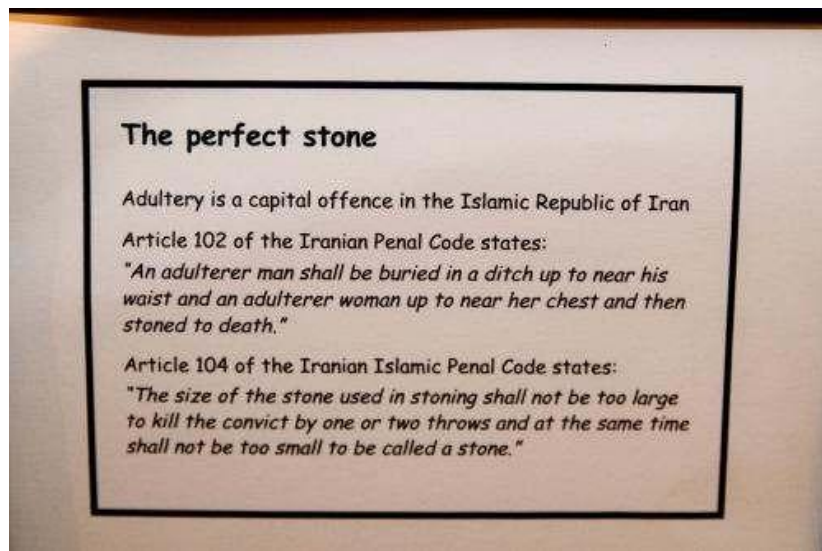 The perfect stone
Adultery is a capital offence in the Islamic Republic of Iran
Article 102 of the Iranian Penal Code states:
"An adulterer man shall be buried in a ditch up to near his
waist and an adulterer woman up to near her chest and then
stoned to death."
Article 104 of the Iranian Islamic Penal Code states:
"The size of the stone used in stoning shall not be too large
to kill the convict by one or two throws and at the same time
shall not be too small to be called a stone."